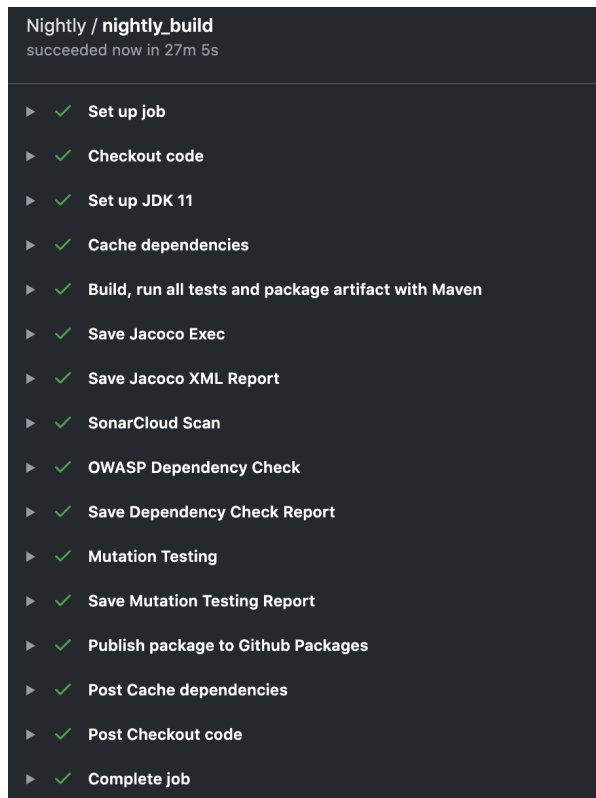 Nightly / nightly_build
succeeded now in 27m 5s
Set up job
Checkout code
Set up JDK 11
Cache dependencies
Build, run all tests and package artifact with Maven
Save Jacoco Exec
Save Jacoco XML Report
SonarCloud Scan
OWASP Dependency Check
Save Dependency Check Report
Mutation Testing
Save Mutation Testing Report
Publish package to Github Packages
Post Cache dependencies
Post Checkout code
Complete job